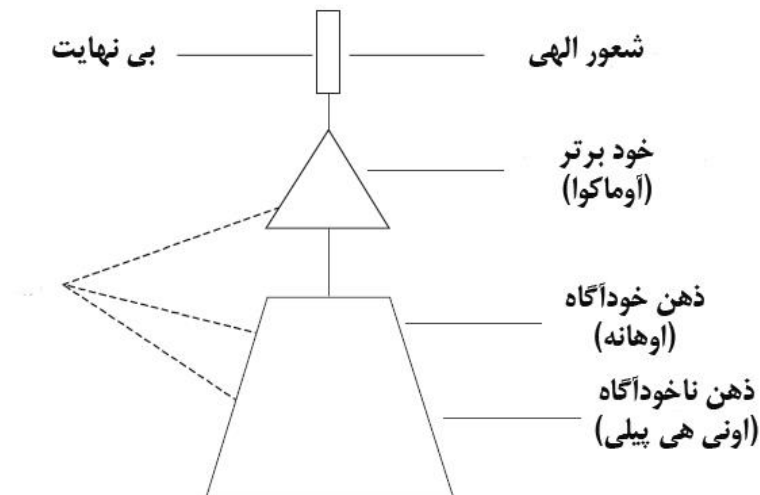 شعور الهی
بی نهایت
خود برتر
(آوماکوا)
ذهن خودآگاه
(اوهانه)
ذهن ناخودآگاه
(اونی هی پیلی)